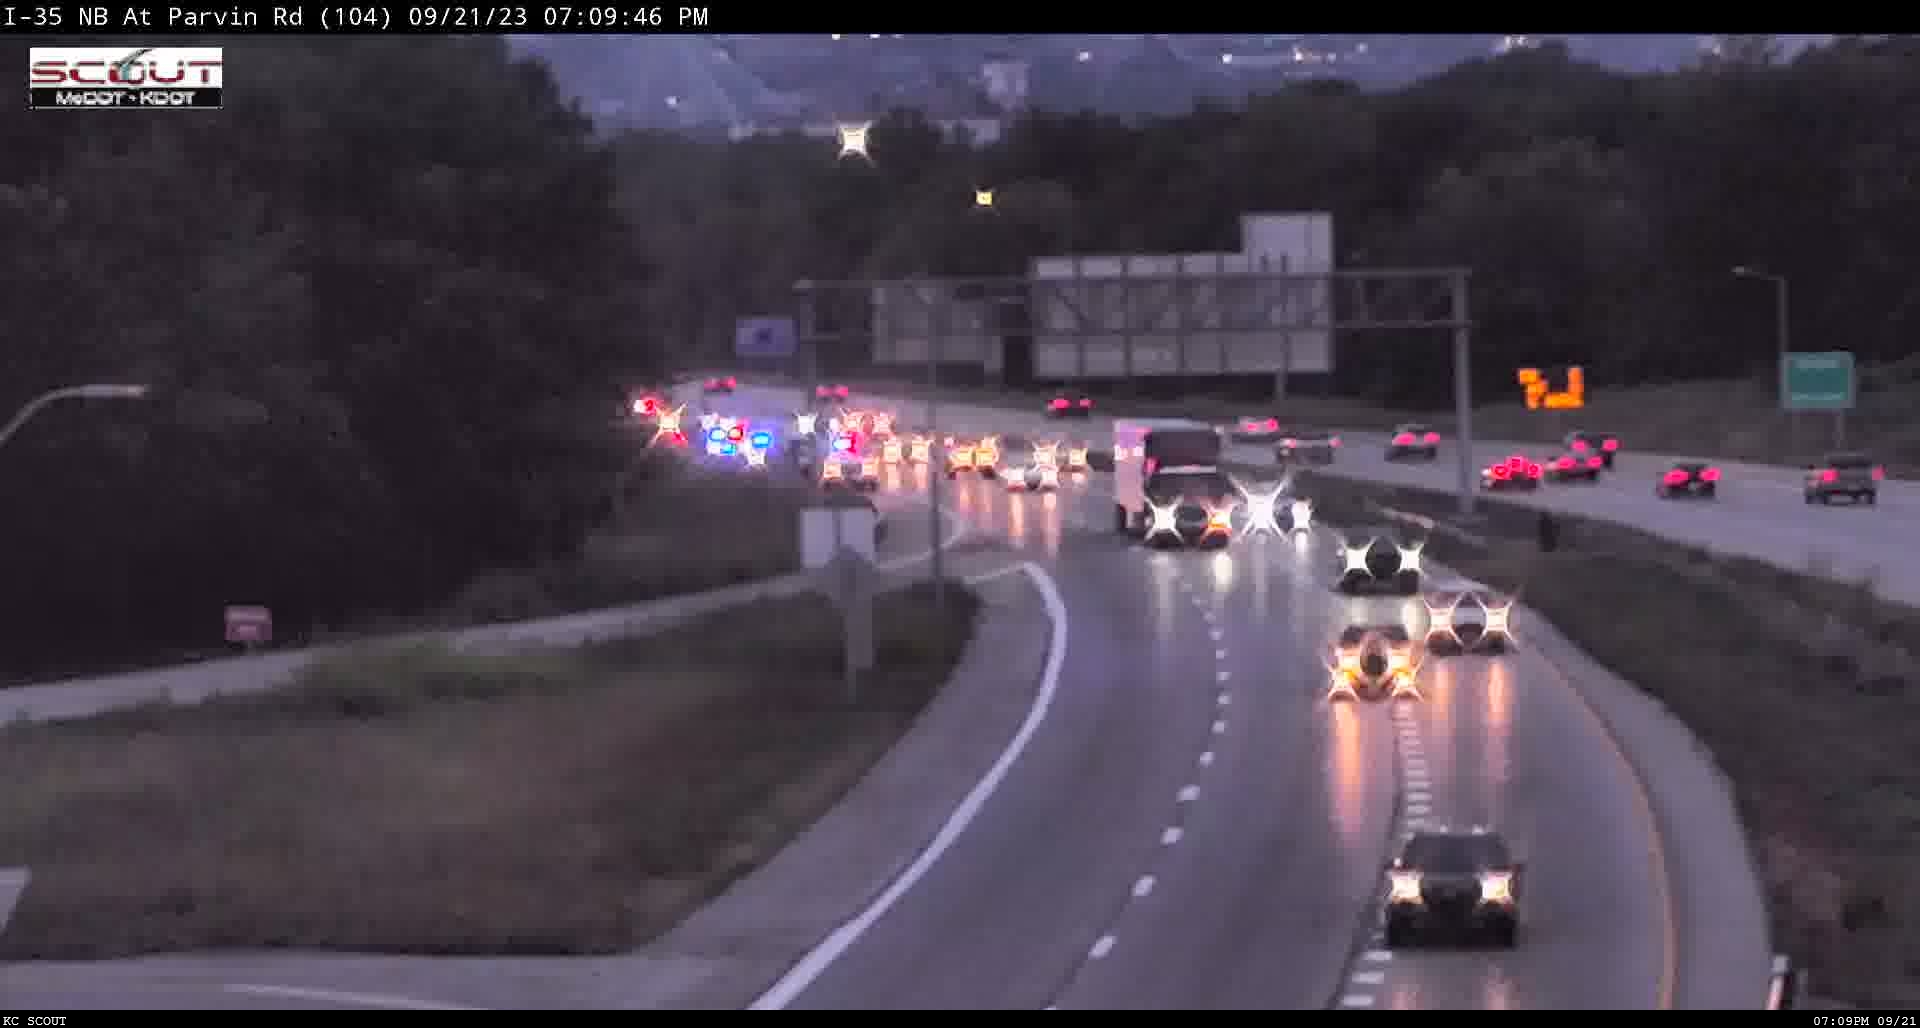 I-35 NB At Parvin Rd (104) 09/21/23 07:09:46 PM
SCOUT
MoDOT - KDOT
KC SCOUT
07:09PM 09/21